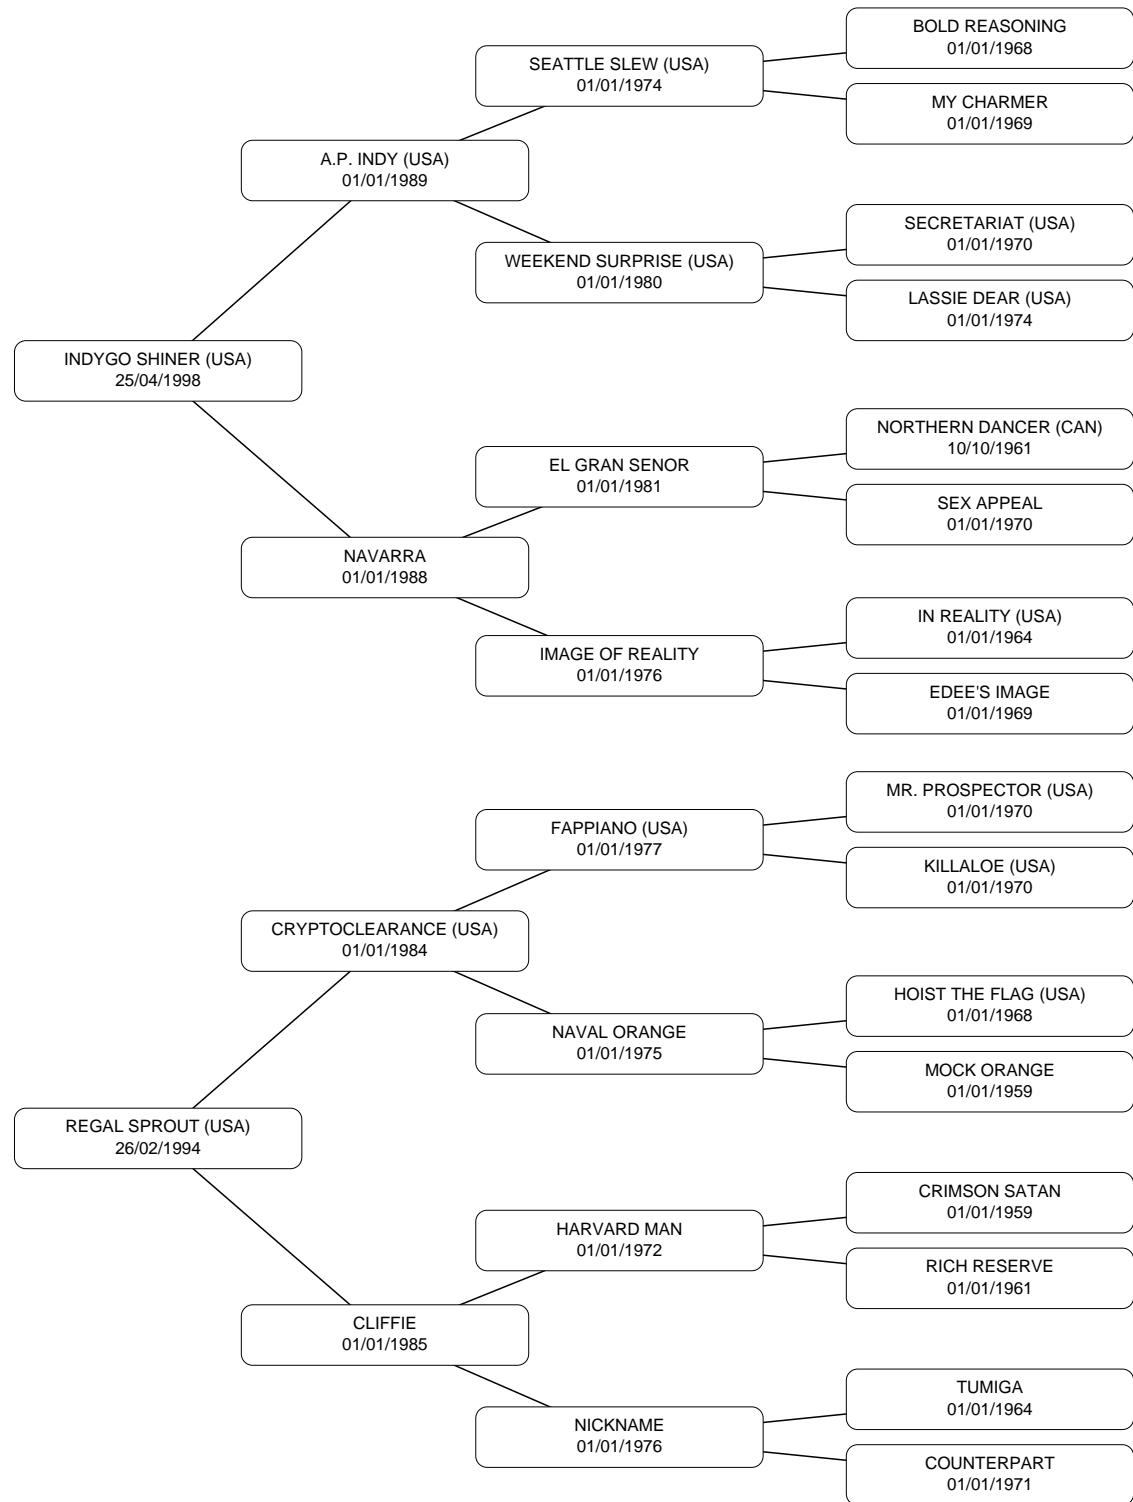 BOLD REASONING
01/01/1968
SEATTLE SLEW (USA)
01/01/1974
MY CHARMER
01/01/1969
A.P. INDY (USA)
01/01/1989
SECRETARIAT (USA)
01/01/1970
WEEKEND SURPRISE (USA)
01/01/1980
LASSIE DEAR (USA)
01/01/1974
INDYGO SHINER (USA)
25/04/1998
NORTHERN DANCER (CAN)
10/10/1961
EL GRAN SENOR
01/01/1981
SEX APPEAL
01/01/1970
NAVARRA
01/01/1988
IN REALITY (USA)
01/01/1964
IMAGE OF REALITY
01/01/1976
EDEE'S IMAGE
01/01/1969
MR. PROSPECTOR (USA)
01/01/1970
FAPPIANO (USA)
01/01/1977
KILLALOE (USA)
01/01/1970
CRYPTOCLEARANCE (USA)
01/01/1984
HOIST THE FLAG (USA)
01/01/1968
NAVAL ORANGE
01/01/1975
MOCK ORANGE
01/01/1959
REGAL SPROUT (USA)
26/02/1994
CRIMSON SATAN
01/01/1959
HARVARD MAN
01/01/1972
RICH RESERVE
01/01/1961
CLIFFIE
01/01/1985
TUMIGA
01/01/1964
NICKNAME
01/01/1976
COUNTERPART
01/01/1971